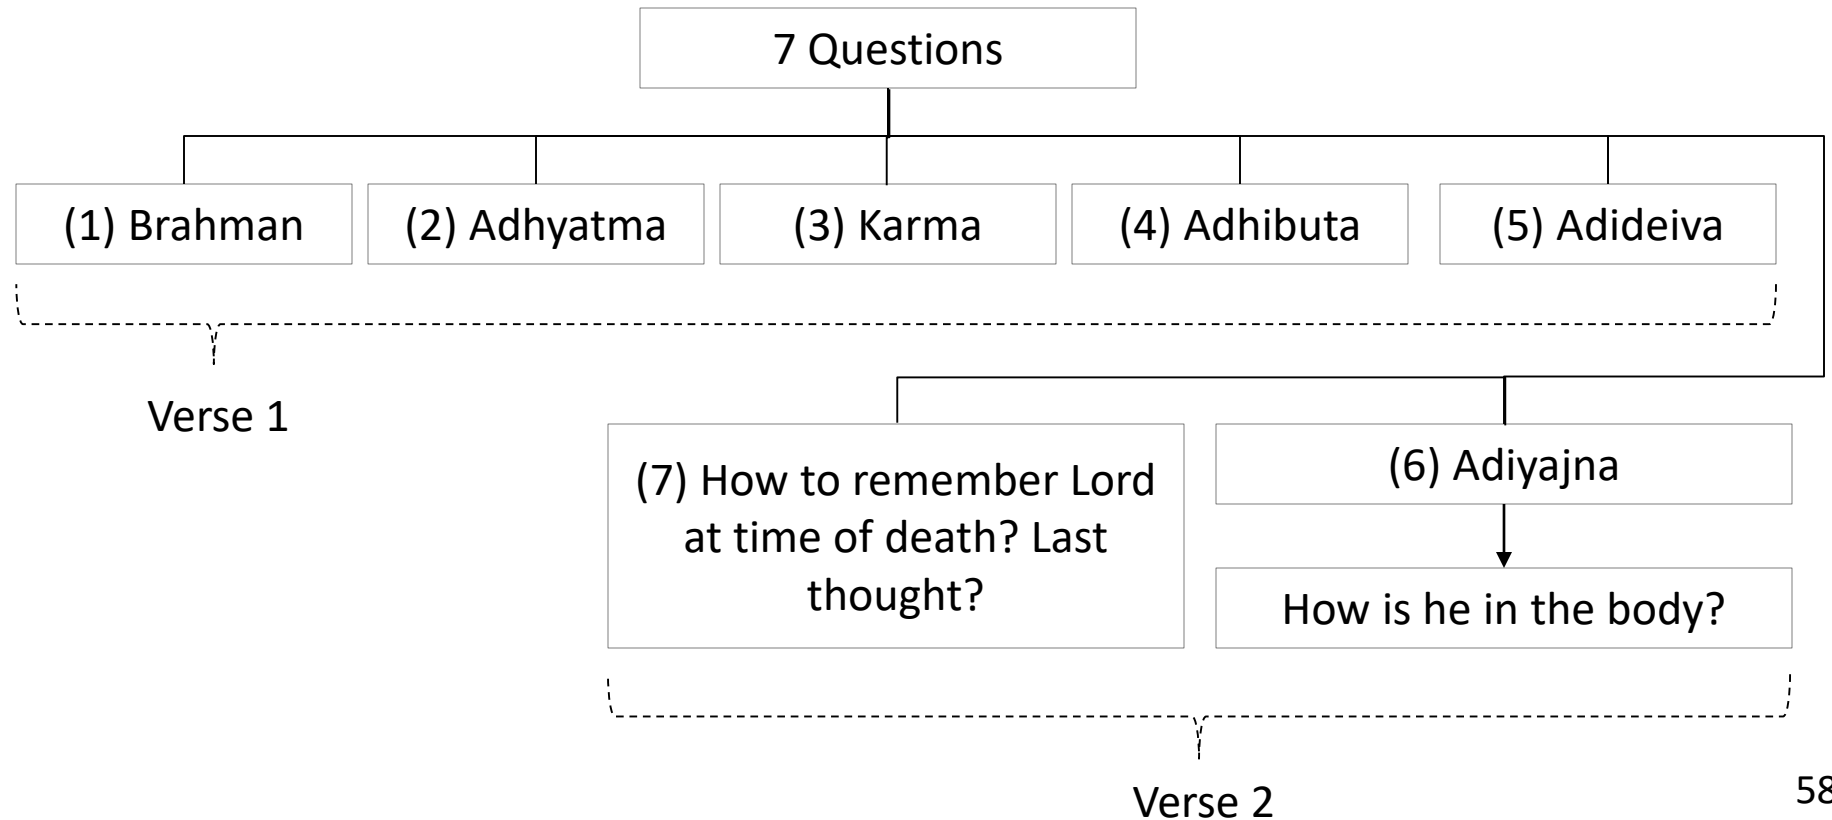 7 Questions
(1) Brahman
(2) Adhyatma
(3) Karma
(4) Adhibuta
(5) Adideiva
Verse 1
(7) How to remember Lord
at time of death? Last
thought?
(6) Adiyajna
How is he in the body?
Verse 2
58